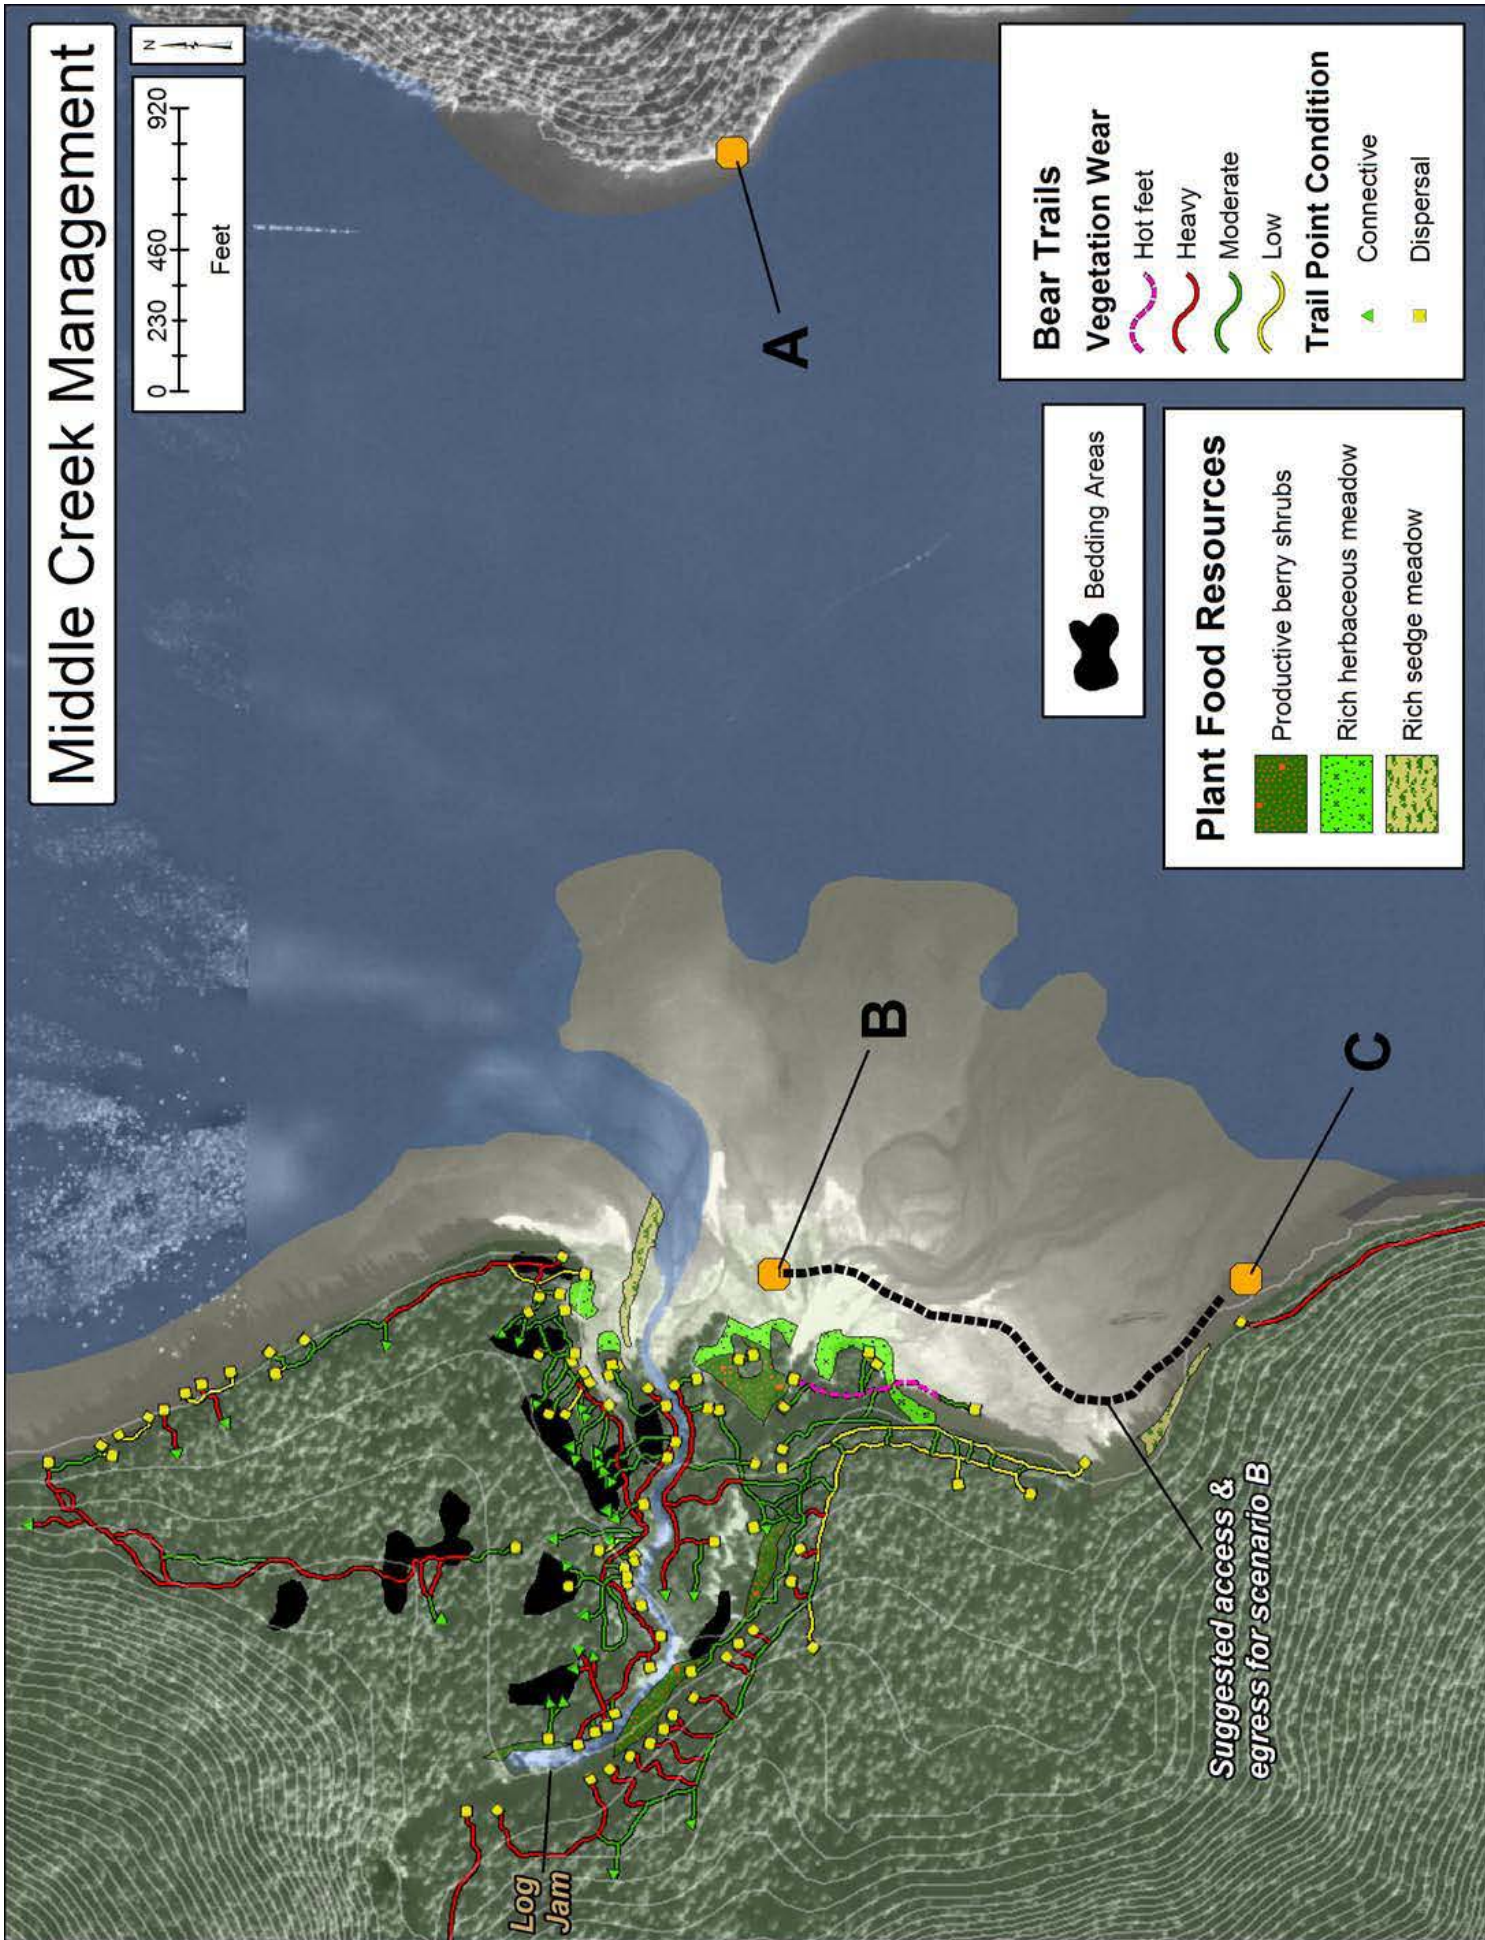 Middle Creek Management
N
0 230 460 920
Feet
A
B
C
Log
Jam
Suggested access &
egress for scenario B
Bedding Areas
Plant Food Resources
Productive berry shrubs
Rich herbaceous meadow
Rich sedge meadow
Bear Trails
Vegetation Wear
Hot feet
Heavy
Moderate
Low
Trail Point Condition
Connective
Dispersal